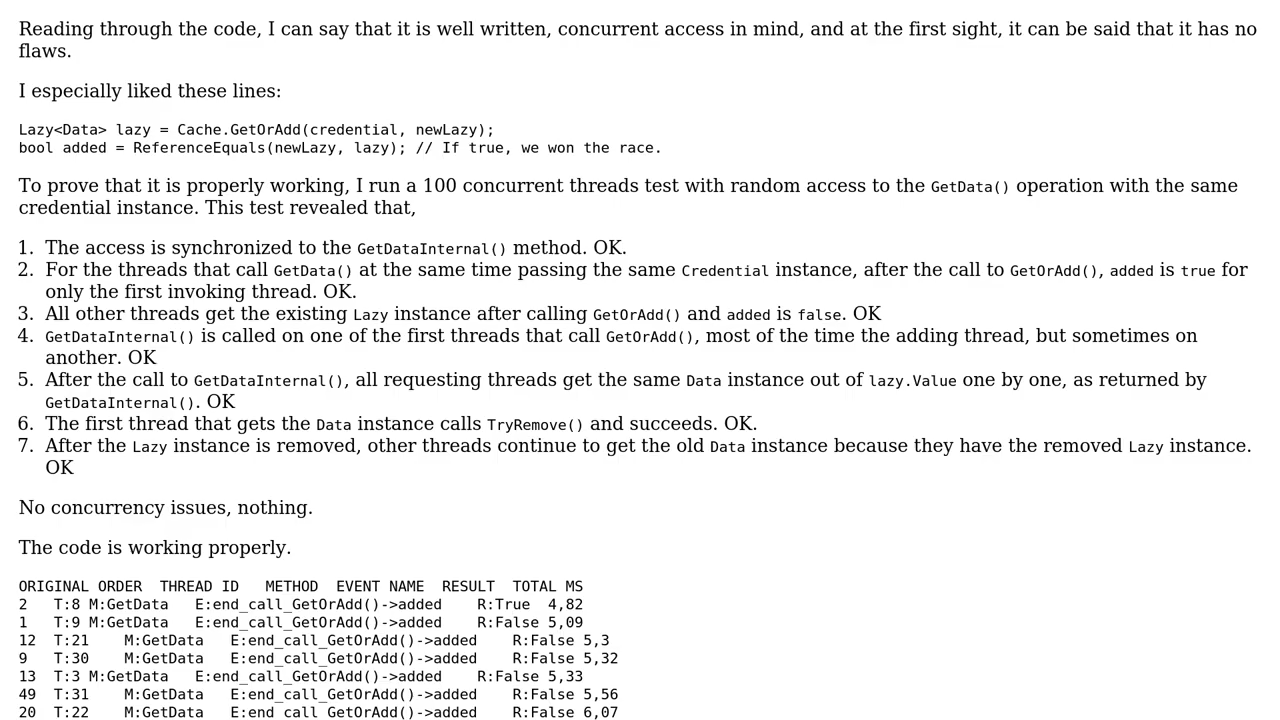 Reading through the code, I can say that it is well written, concurrent access in mind, and at the first sight, it can be said that it has no
flaws.
I especially liked these lines:
Lazy<Data> lazy = Cache.GetOrAdd(credential, newLazy);
bool added = ReferenceEquals(newLazy, lazy); // If true, we won the race.
To prove that it is properly working, I run a 100 concurrent threads test with random access to the GetData() operation with the same
credential instance. This test revealed that,
1. The access is synchronized to the GetDataInternal() method. OK.
2. For the threads that call GetData() at the same time passing the same Credential instance, after the call to GetOrAdd(), added is true for
only the first invoking thread. OK.
3. All other threads get the existing Lazy instance after calling GetOrAdd() and added is false. OK
4. GetDataInternal() is called on one of the first threads that call GetOrAdd(), most of the time the adding thread, but sometimes on
another. OK
5. After the call to GetDataInternal(), all requesting threads get the same Data instance out of lazy.Value one by one, as returned by
GetDataInternal(). OK
6. The first thread that gets the Data instance calls TryRemove() and succeeds. OK.
7. After the Lazy instance is removed, other threads continue to get the old Data instance because they have the removed Lazy instance.
OK
No concurrency issues, nothing.
The code is working properly.
ORIGINAL ORDER  THREAD ID   METHOD  EVENT NAME  RESULT  TOTAL MS
2   T:8 M:GetData   E:end_call_GetOrAdd()->added    R:True  4,82
1   T:9 M:GetData   E:end_call_GetOrAdd()->added    R:False 5,09
12  T:21    M:GetData   E:end_call_GetOrAdd()->added    R:False 5,3
9   T:30    M:GetData   E:end_call_GetOrAdd()->added    R:False 5,32
13  T:3 M:GetData   E:end_call_GetOrAdd()->added    R:False 5,33
49  T:31    M:GetData   E:end_call_GetOrAdd()->added    R:False 5,56
20  T:22    M:GetData   E:end_call_GetOrAdd()->added    R:False 6,07